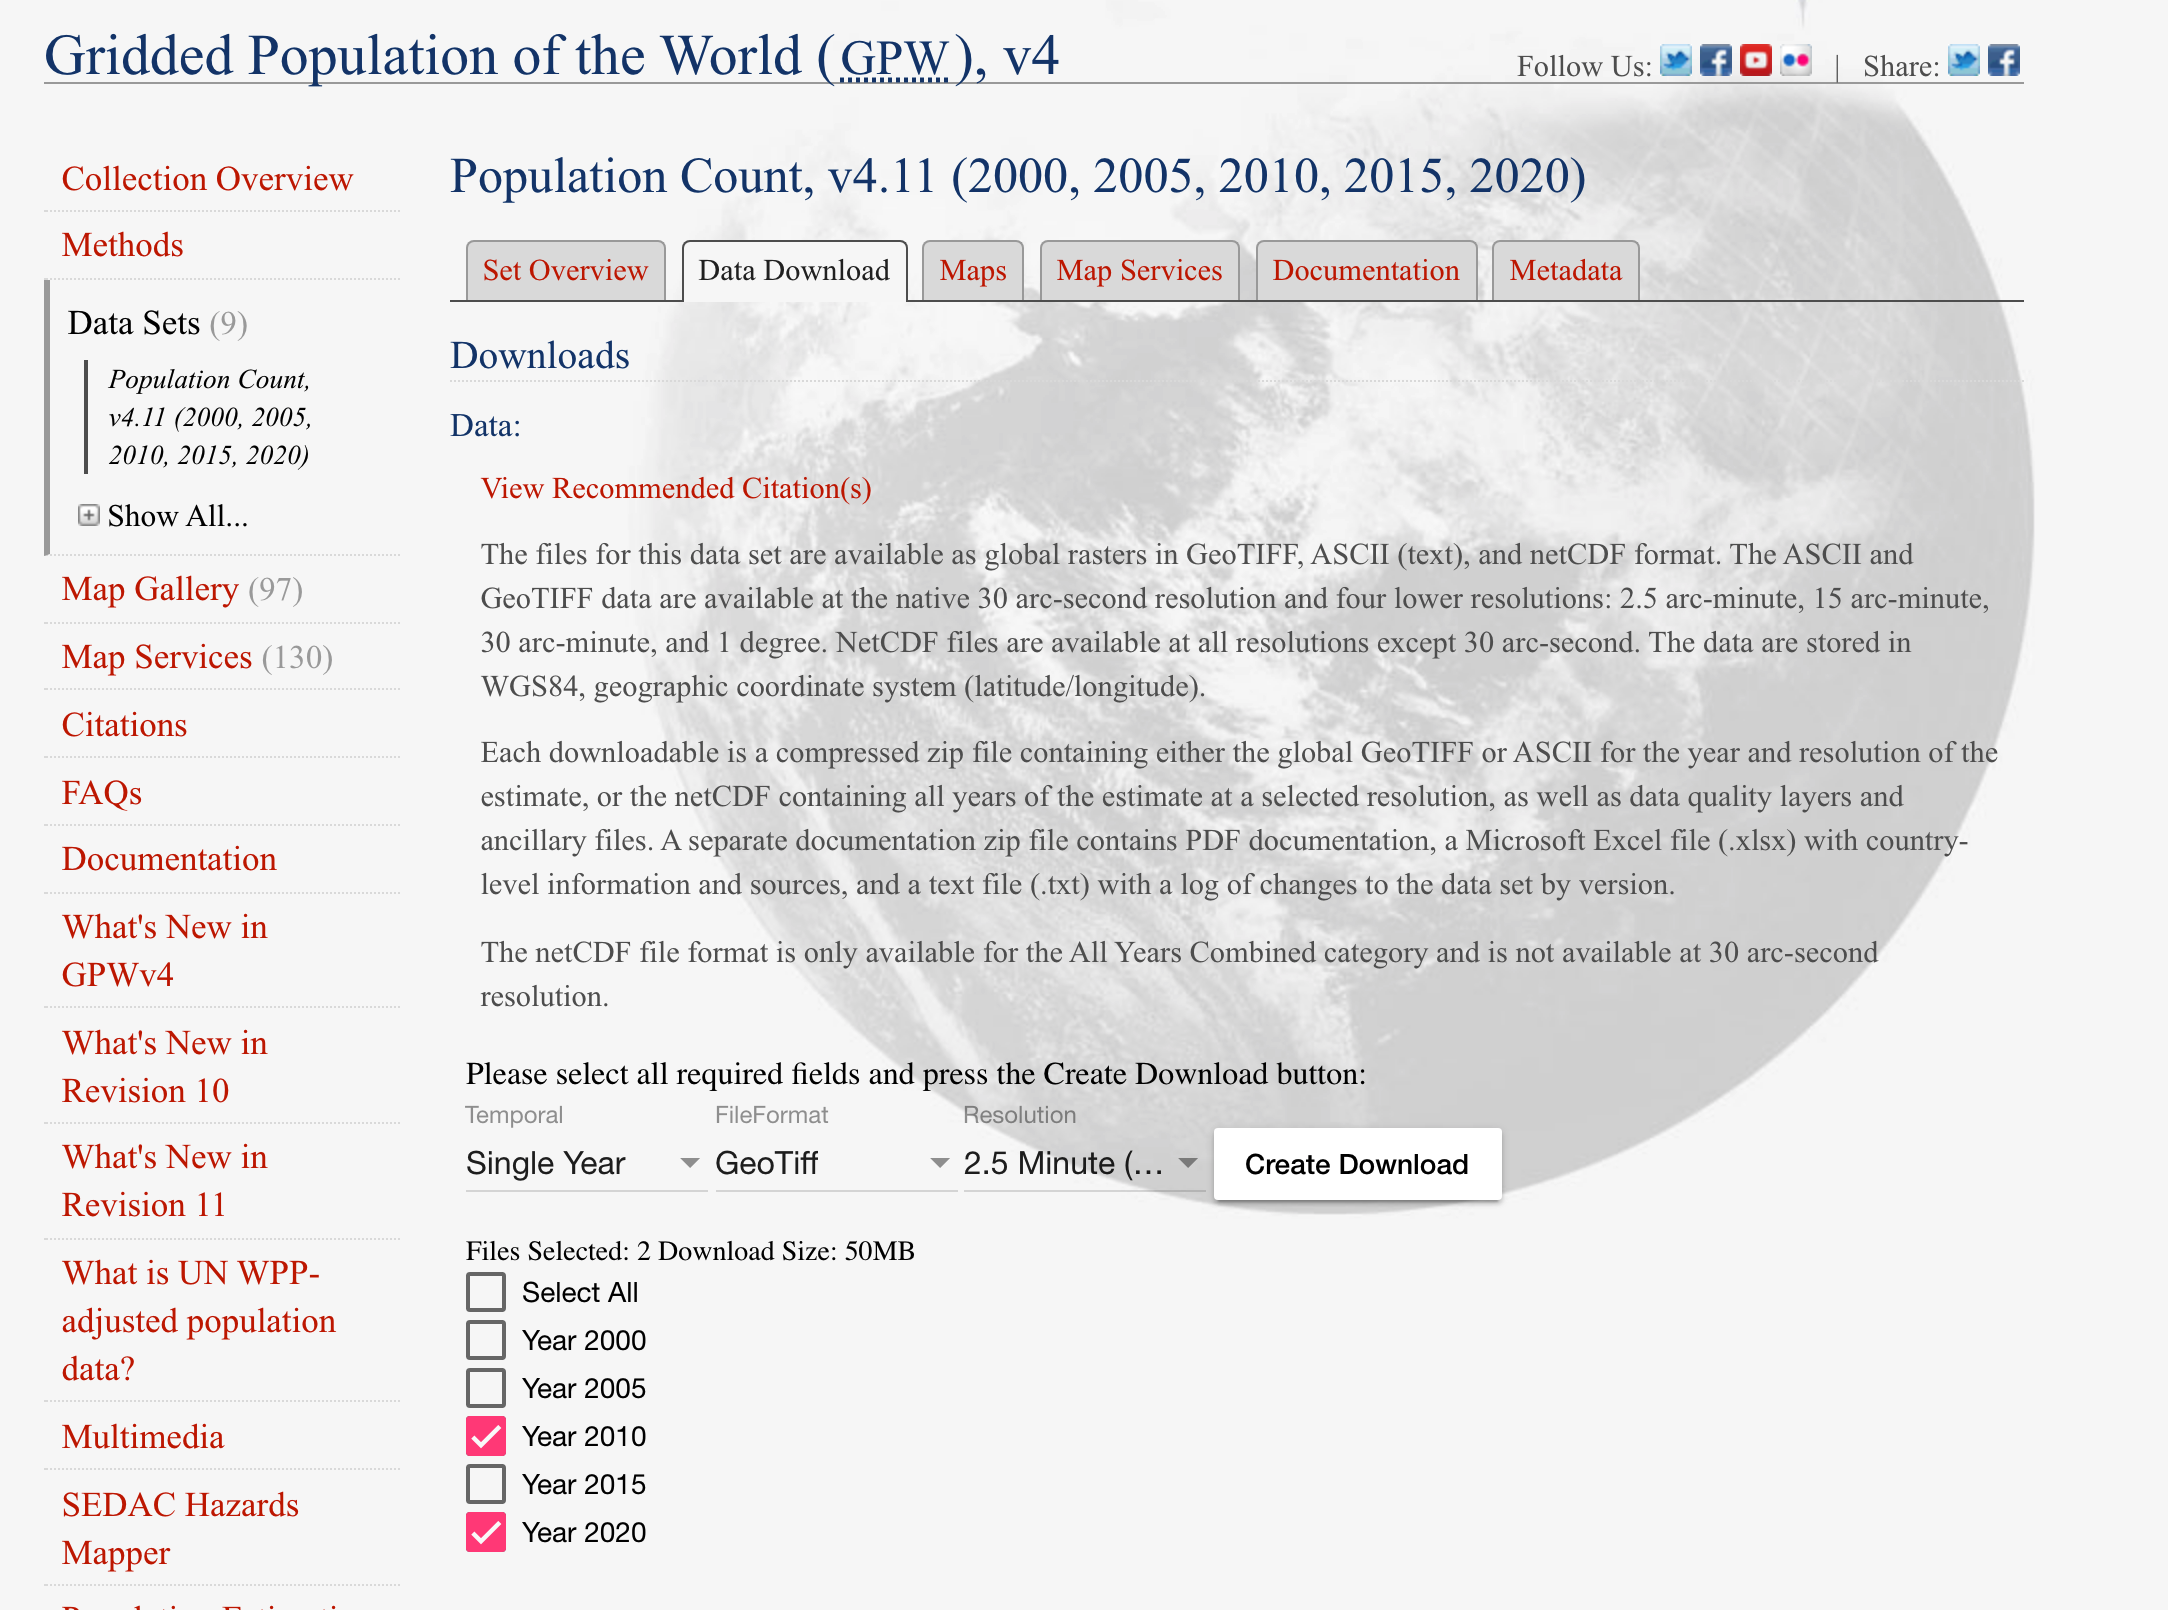 Gridded Population of the World (GPW), v4
Follow Us: | Share:
Collection Overview
Methods
Data Sets (9)
Population Count,
v4.11 (2000, 2005,
2010, 2015, 2020)
Show All...
Map Gallery (97)
Map Services (130)
Citations
FAQs
Documentation
What's New in
GPWv4
What's New in
Revision 10
What's New in
Revision 11
What is UN WPP-
adjusted population
data?
Multimedia
SEDAC Hazards
Mapper
Population Count, v4.11 (2000, 2005, 2010, 2015, 2020)
Set Overview
Data Download
Maps
Map Services
Documentation
Metadata
Downloads
Data:
View Recommended Citation(s)
The files for this data set are available as global rasters in GeoTIFF, ASCII (text), and netCDF format. The ASCII and
GeoTIFF data are available at the native 30 arc-second resolution and four lower resolutions: 2.5 arc-minute, 15 arc-minute,
30 arc-minute, and 1 degree. NetCDF files are available at all resolutions except 30 arc-second. The data are stored in
WGS84, geographic coordinate system (latitude/longitude).
Each downloadable is a compressed zip file containing either the global GeoTIFF or ASCII for the year and resolution of the
estimate, or the netCDF containing all years of the estimate at a selected resolution, as well as data quality layers and
ancillary files. A separate documentation zip file contains PDF documentation, a Microsoft Excel file (.xlsx) with country-
level information and sources, and a text file (.txt) with a log of changes to the data set by version.
The netCDF file format is only available for the All Years Combined category and is not available at 30 arc-second
resolution.
Please select all required fields and press the Create Download button:
Temporal
FileFormat
Resolution
Single Year
GeoTiff
2.5 Minute (...
Create Download
Files Selected: 2 Download Size: 50MB
Select All
Year 2000
Year 2005
Year 2010
Year 2015
Year 2020